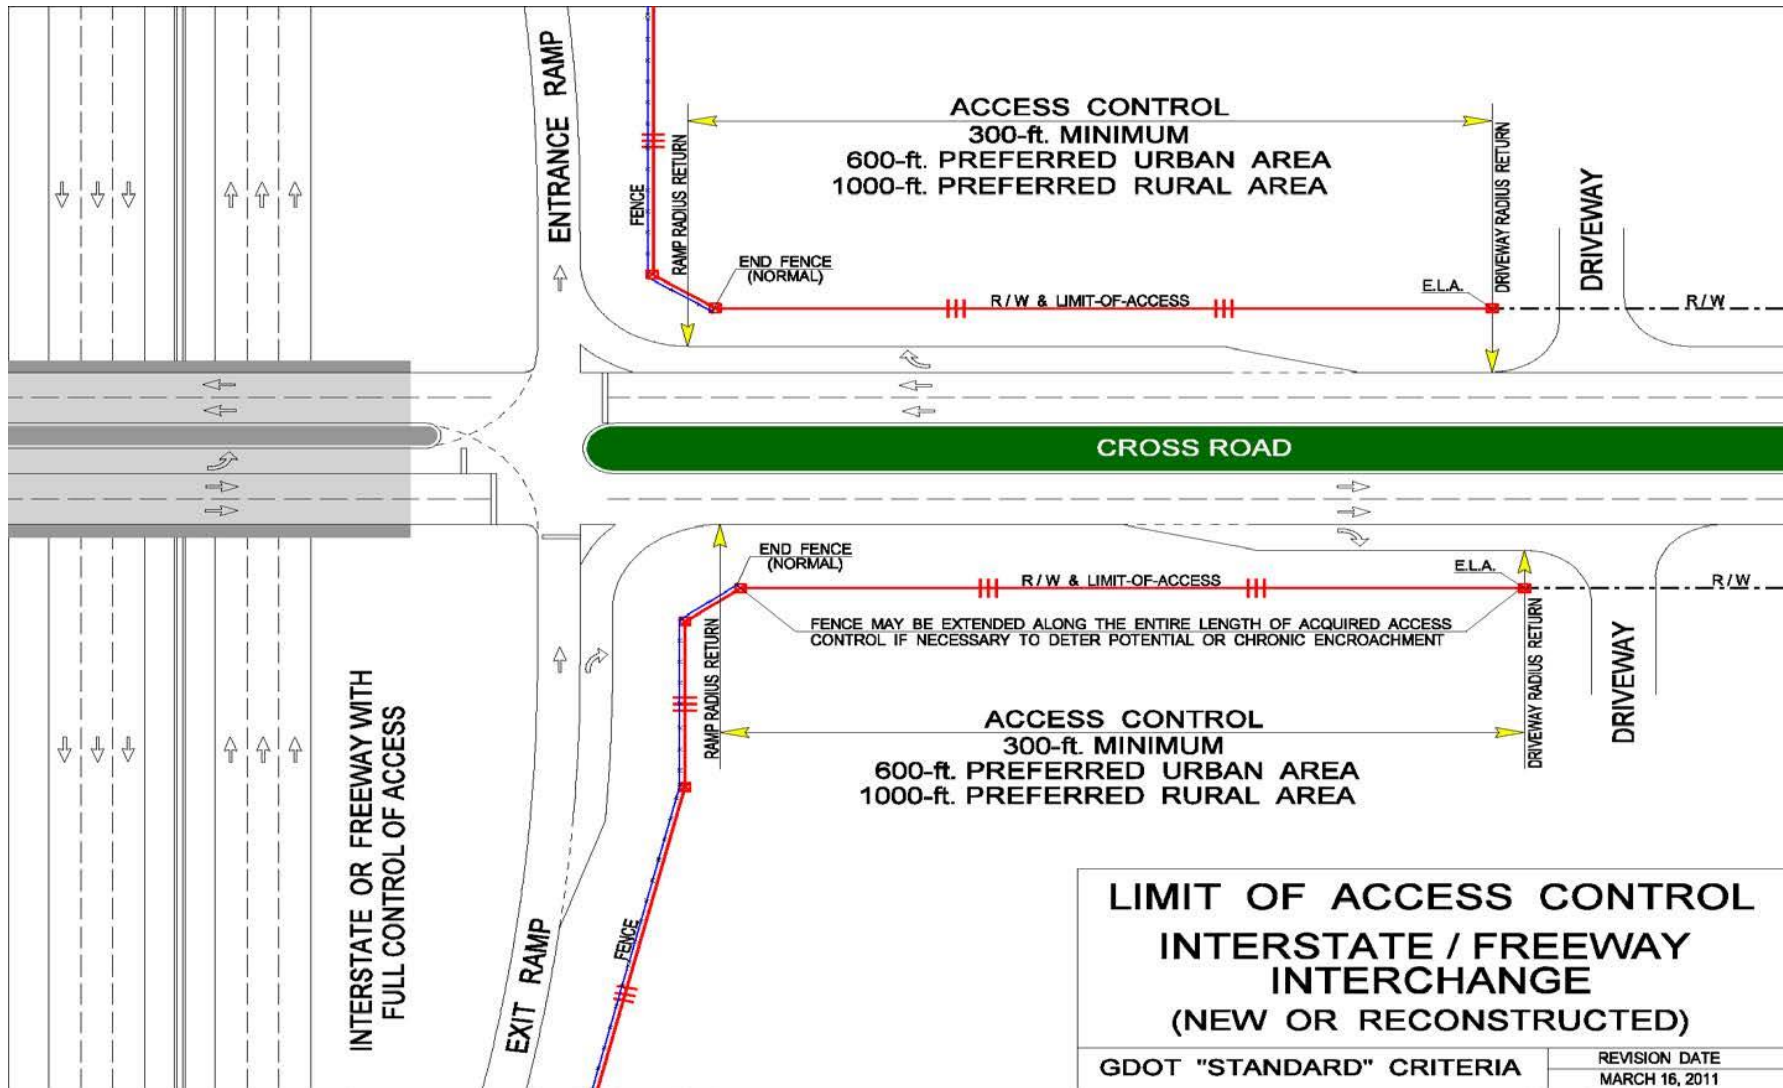 ENTRANCE RAMP
FENCE
RAMP RADIUS RETURN
ACCESS CONTROL
300-ft. MINIMUM
600-ft. PREFERRED URBAN AREA
1000-ft. PREFERRED RURAL AREA
DRIVEWAY RADIUS RETURN
DRIVEWAY
END FENCE
(NORMAL)
R/W & LIMIT-OF-ACCESS
E.L.A.
R/W
CROSS ROAD
END FENCE
(NORMAL)
R/W & LIMIT-OF-ACCESS
E.L.A.
R/W
FENCE MAY BE EXTENDED ALONG THE ENTIRE LENGTH OF ACQUIRED ACCESS
CONTROL IF NECESSARY TO DETER POTENTIAL OR CHRONIC ENCROACHMENT
RAMP RADIUS RETURN
DRIVEWAY RADIUS RETURN
DRIVEWAY
ACCESS CONTROL
300-ft. MINIMUM
600-ft. PREFERRED URBAN AREA
1000-ft. PREFERRED RURAL AREA
INTERSTATE OR FREEWAY WITH
FULL CONTROL OF ACCESS
EXIT RAMP
FENCE
LIMIT OF ACCESS CONTROL
INTERSTATE / FREEWAY
INTERCHANGE
(NEW OR RECONSTRUCTED)
GDOT "STANDARD" CRITERIA
REVISION DATE
MARCH 16, 2011